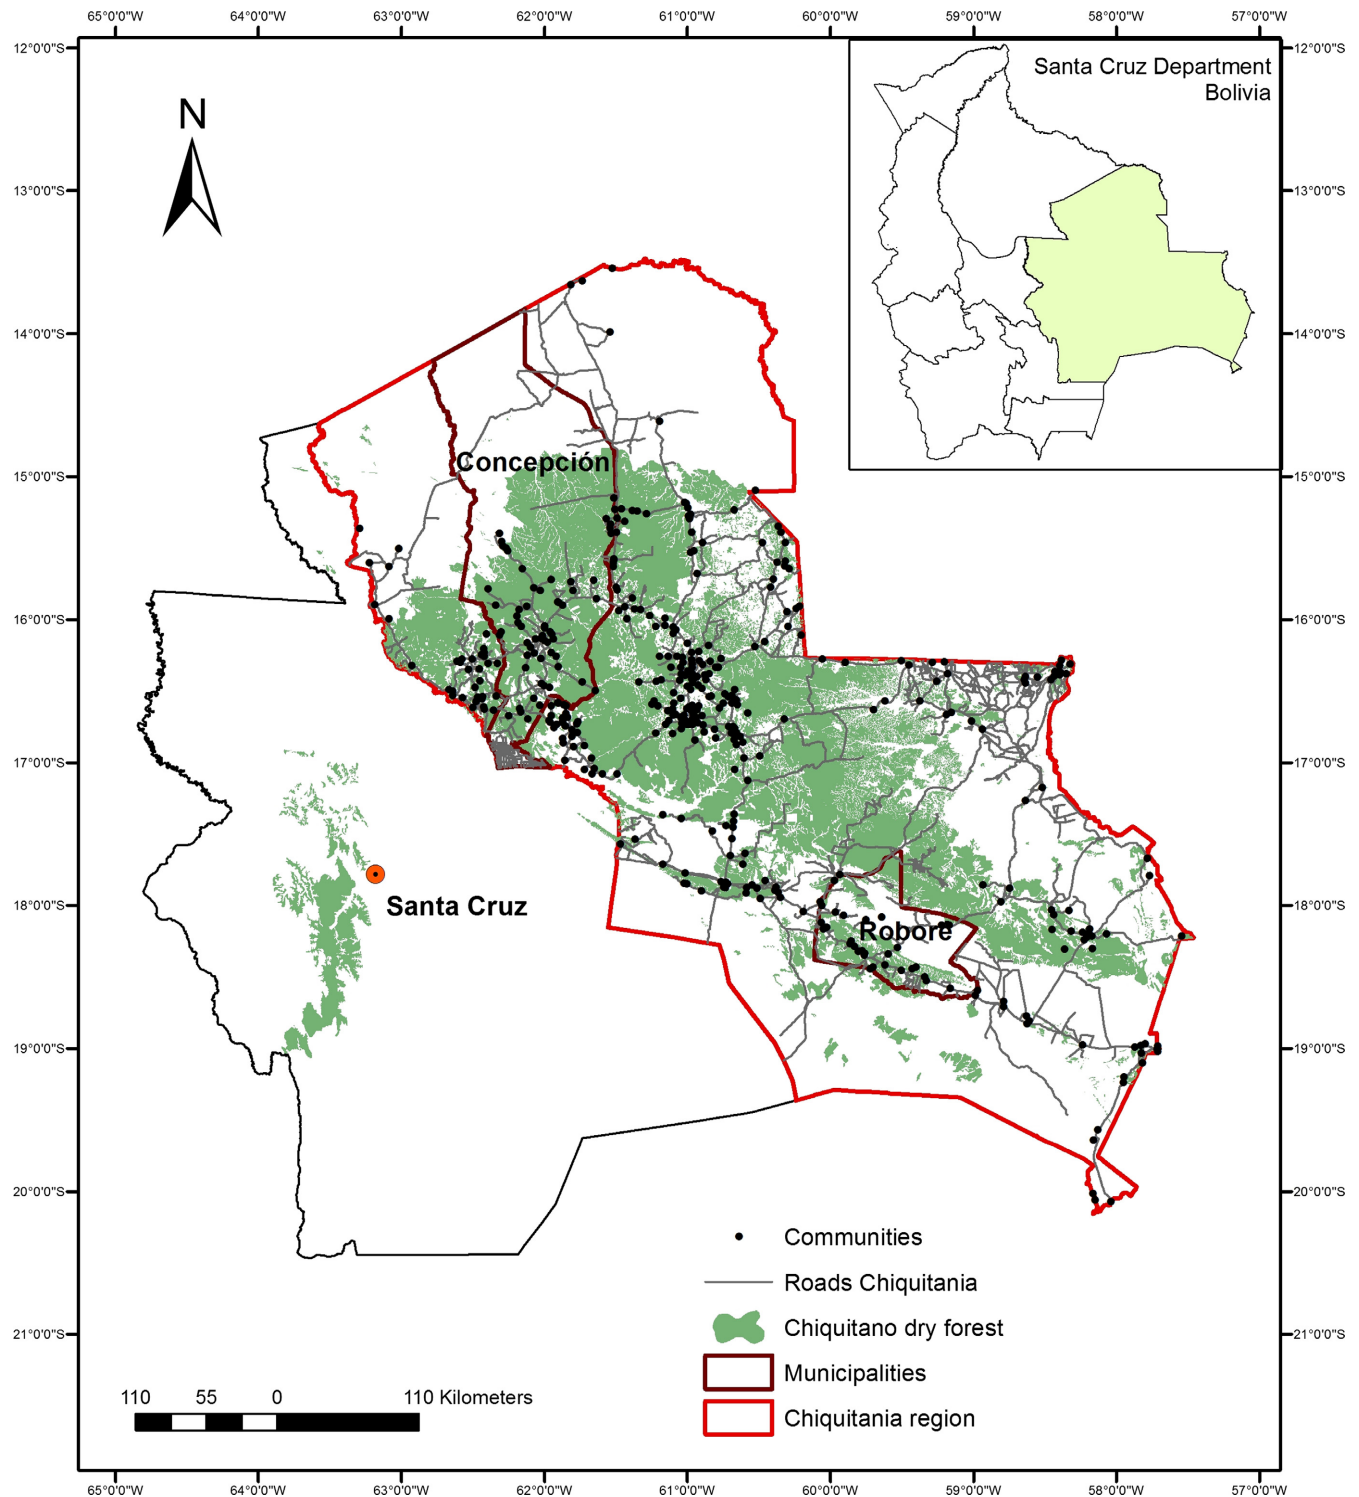 65°0'0"W 64°0'0"W 63°0'0"W 62°0'0"W 61°0'0"W 60°0'0"W 59°0'0"W 58°0'0"W 57°0'0"W
12°0'0"S 12°0'0"S
Santa Cruz Department
Bolivia
N
13°0'0"S 13°0'0"S
14°0'0"S 14°0'0"S
Concepción
15°0'0"S 15°0'0"S
16°0'0"S 16°0'0"S
17°0'0"S 17°0'0"S
Santa Cruz
18°0'0"S 18°0'0"S
Roboré
19°0'0"S 19°0'0"S
20°0'0"S 20°0'0"S
Communities
Roads Chiquitania
Chiquitano dry forest
21°0'0"S 21°0'0"S
Municipalities
Chiquitania region
110 55 0 110 Kilometers
65°0'0"W 64°0'0"W 63°0'0"W 62°0'0"W 61°0'0"W 60°0'0"W 59°0'0"W 58°0'0"W 57°0'0"W